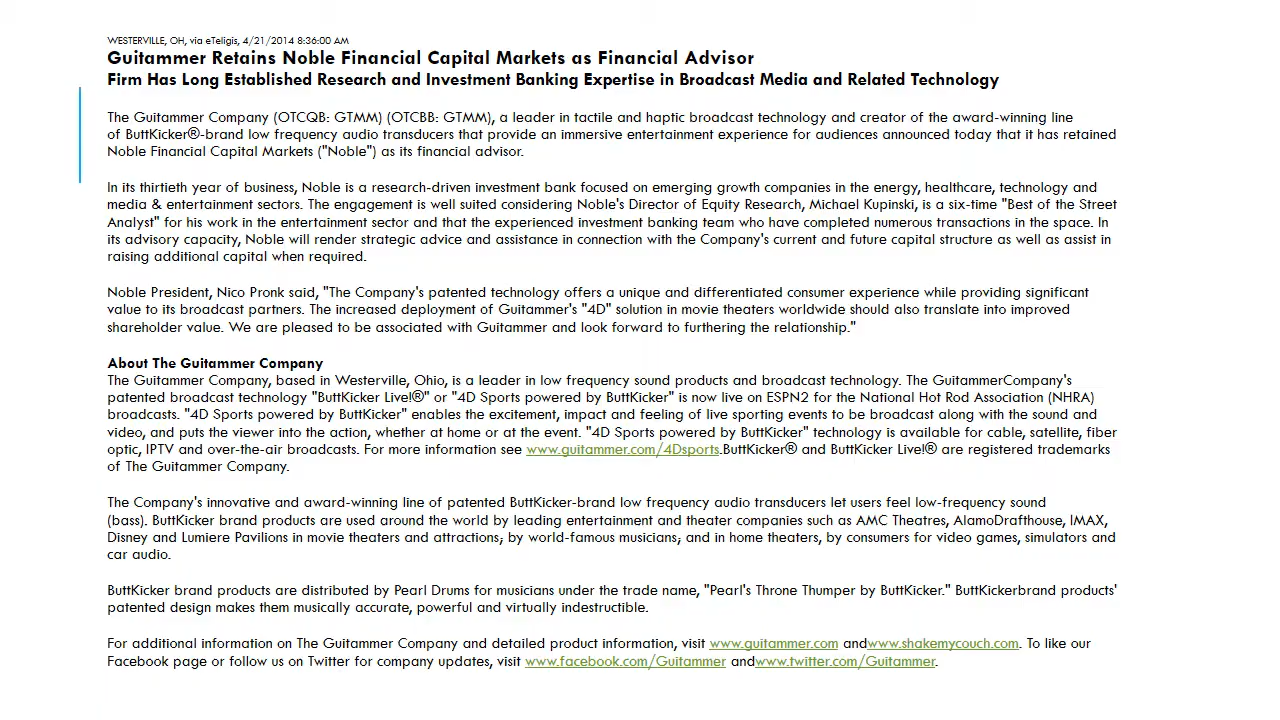 WESTERVILLE, OH, via eTeligis, 4/21/2014 8:36:00 AM
Guitammer Retains Noble Financial Capital Markets as Financial Advisor
Firm Has Long Established Research and Investment Banking Expertise in Broadcast Media and Related Technology
The Guitammer Company (OTCQB: GTMM) (OTCBB: GTMM), a leader in tactile and haptic broadcast technology and creator of the award-winning line
of ButtKicker®-brand low frequency audio transducers that provide an immersive entertainment experience for audiences announced today that it has retained
Noble Financial Capital Markets ("Noble") as its financial advisor.
In its thirtieth year of business, Noble is a research-driven investment bank focused on emerging growth companies in the energy, healthcare, technology and
media & entertainment sectors. The engagement is well suited considering Noble's Director of Equity Research, Michael Kupinski, is a six-time "Best of the Street
Analyst" for his work in the entertainment sector and that the experienced investment banking team who have completed numerous transactions in the space. In
its advisory capacity, Noble will render strategic advice and assistance in connection with the Company's current and future capital structure as well as assist in
raising additional capital when required.
Noble President, Nico Pronk said, "The Company's patented technology offers a unique and differentiated consumer experience while providing significant
value to its broadcast partners. The increased deployment of Guitammer's "4D" solution in movie theaters worldwide should also translate into improved
shareholder value. We are pleased to be associated with Guitammer and look forward to furthering the relationship."
About The Guitammer Company
The Guitammer Company, based in Westerville, Ohio, is a leader in low frequency sound products and broadcast technology. The GuitammerCompany's
patented broadcast technology "ButtKicker Live!®" or "4D Sports powered by ButtKicker" is now live on ESPN2 for the National Hot Rod Association (NHRA)
broadcasts. "4D Sports powered by ButtKicker" enables the excitement, impact and feeling of live sporting events to be broadcast along with the sound and
video, and puts the viewer into the action, whether at home or at the event. "4D Sports powered by ButtKicker" technology is available for cable, satellite, fiber
optic, IPTV and over-the-air broadcasts. For more information see www.guitammer.com/4Dsports.ButtKicker® and ButtKicker Live!® are registered trademarks
of The Guitammer Company.
The Company's innovative and award-winning line of patented ButtKicker-brand low frequency audio transducers let users feel low-frequency sound
(bass). ButtKicker brand products are used around the world by leading entertainment and theater companies such as AMC Theatres, AlamoDrafthouse, IMAX,
Disney and Lumiere Pavilions in movie theaters and attractions; by world-famous musicians; and in home theaters, by consumers for video games, simulators and
car audio.
ButtKicker brand products are distributed by Pearl Drums for musicians under the trade name, "Pearl's Throne Thumper by ButtKicker." ButtKickerbrand products'
patented design makes them musically accurate, powerful and virtually indestructible.
For additional information on The Guitammer Company and detailed product information, visit www.guitammer.com andwww.shakemycouch.com. To like our
Facebook page or follow us on Twitter for company updates, visit www.facebook.com/Guitammer andwww.twitter.com/Guitammer.